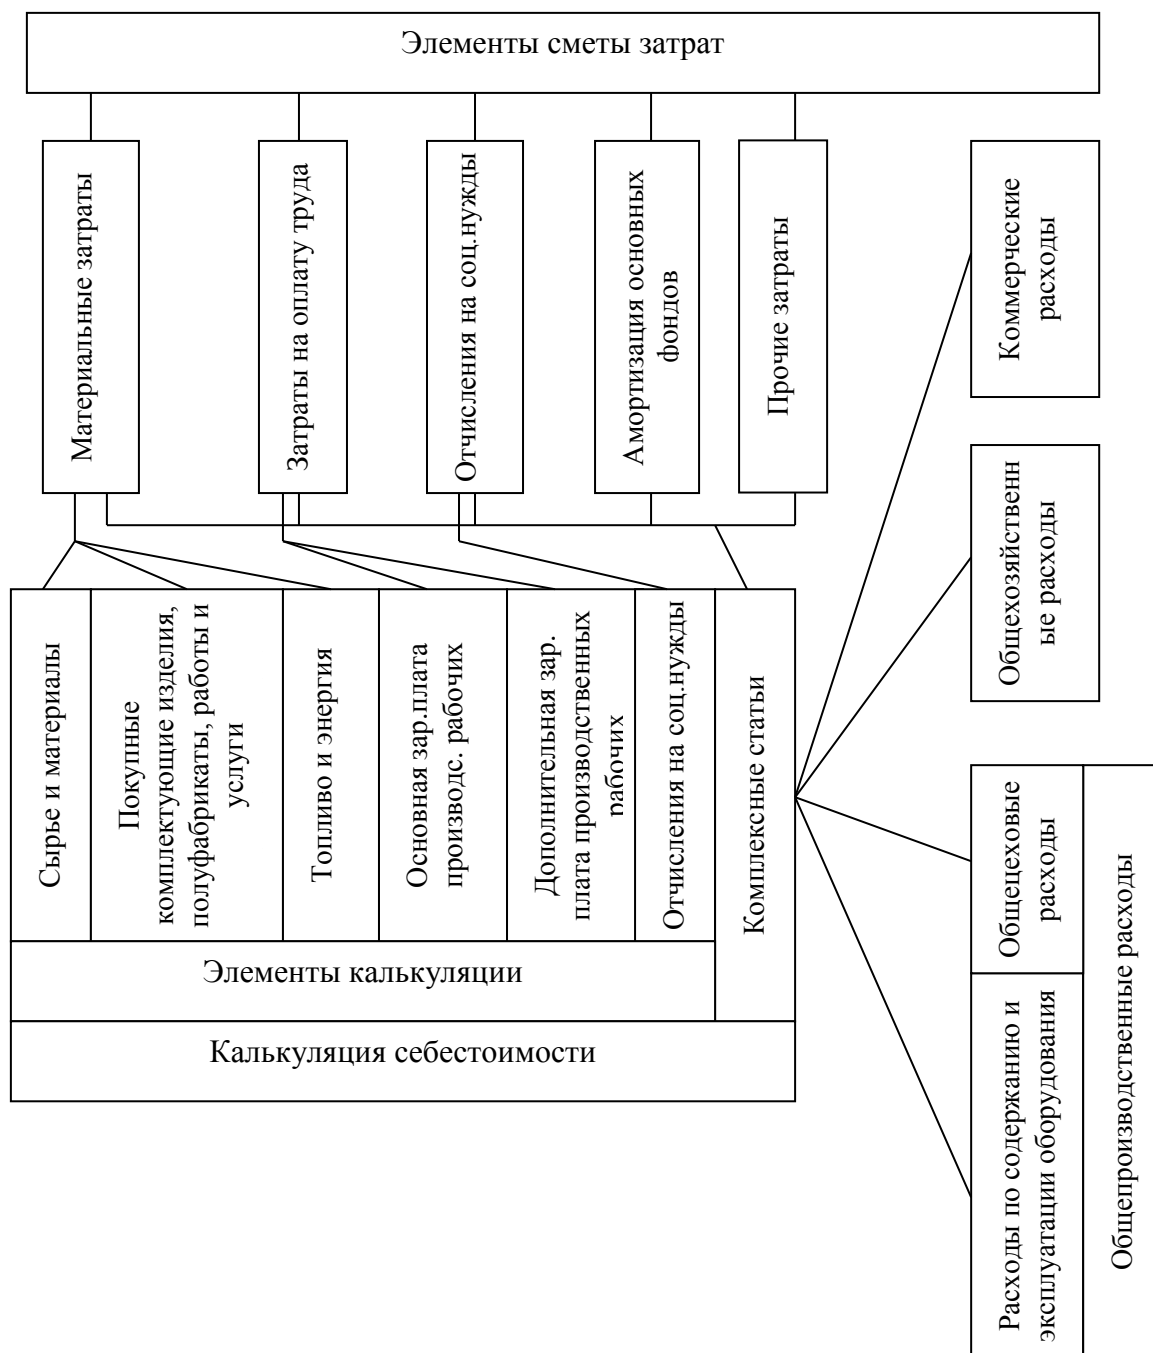 Элементы сметы затрат
Материальные затраты
Затраты на оплату труда
Отчисления на соц.нужды
Амортизация основных
фондов
Прочие затраты
Коммерческие
расходы
Общехозяйственн
ые расходы
Сырье и материалы
Покупные
комплектующие изделия,
полуфабрикаты, работы и
услуги
Топливо и энергия
Основная зар.плата
производс. рабочих
Дополнительная зар.
плата производственных
рабочих
Отчисления на соц.нужды
Комплексные статьи
Общецеховые
расходы
Элементы калькуляции
Калькуляция себестоимости
Расходы по содержанию и
эксплуатации оборудования
Общепроизводственные расходы